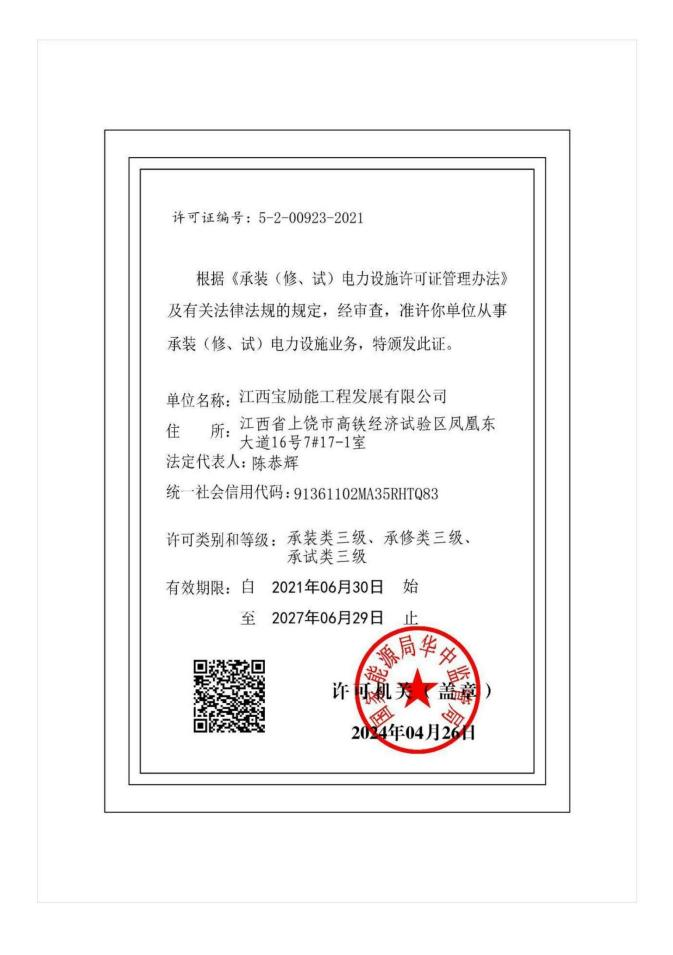 许可证编号：5-2-00923-2021
根据《承装（修、试）电力设施许可证管理办法》
及有关法律法规的规定，经审查，准许你单位从事
承装（修、试）电力设施业务，特颁发此证。
单位名称：江西宝励能工程发展有限公司
住 所：江西省上饶市高铁经济试验区凤凰东
大道16号7#17-1室
法定代表人：陈恭辉
统一社会信用代码：91361102MA35RHTQ83
许可类别和等级：承装类三级、承修类三级、
承试类三级
有效期限：自 2021年06月30日 始
至 2027年06月29日 止
国家能源局华中监管局
许可机关（盖章）
2024年04月26日